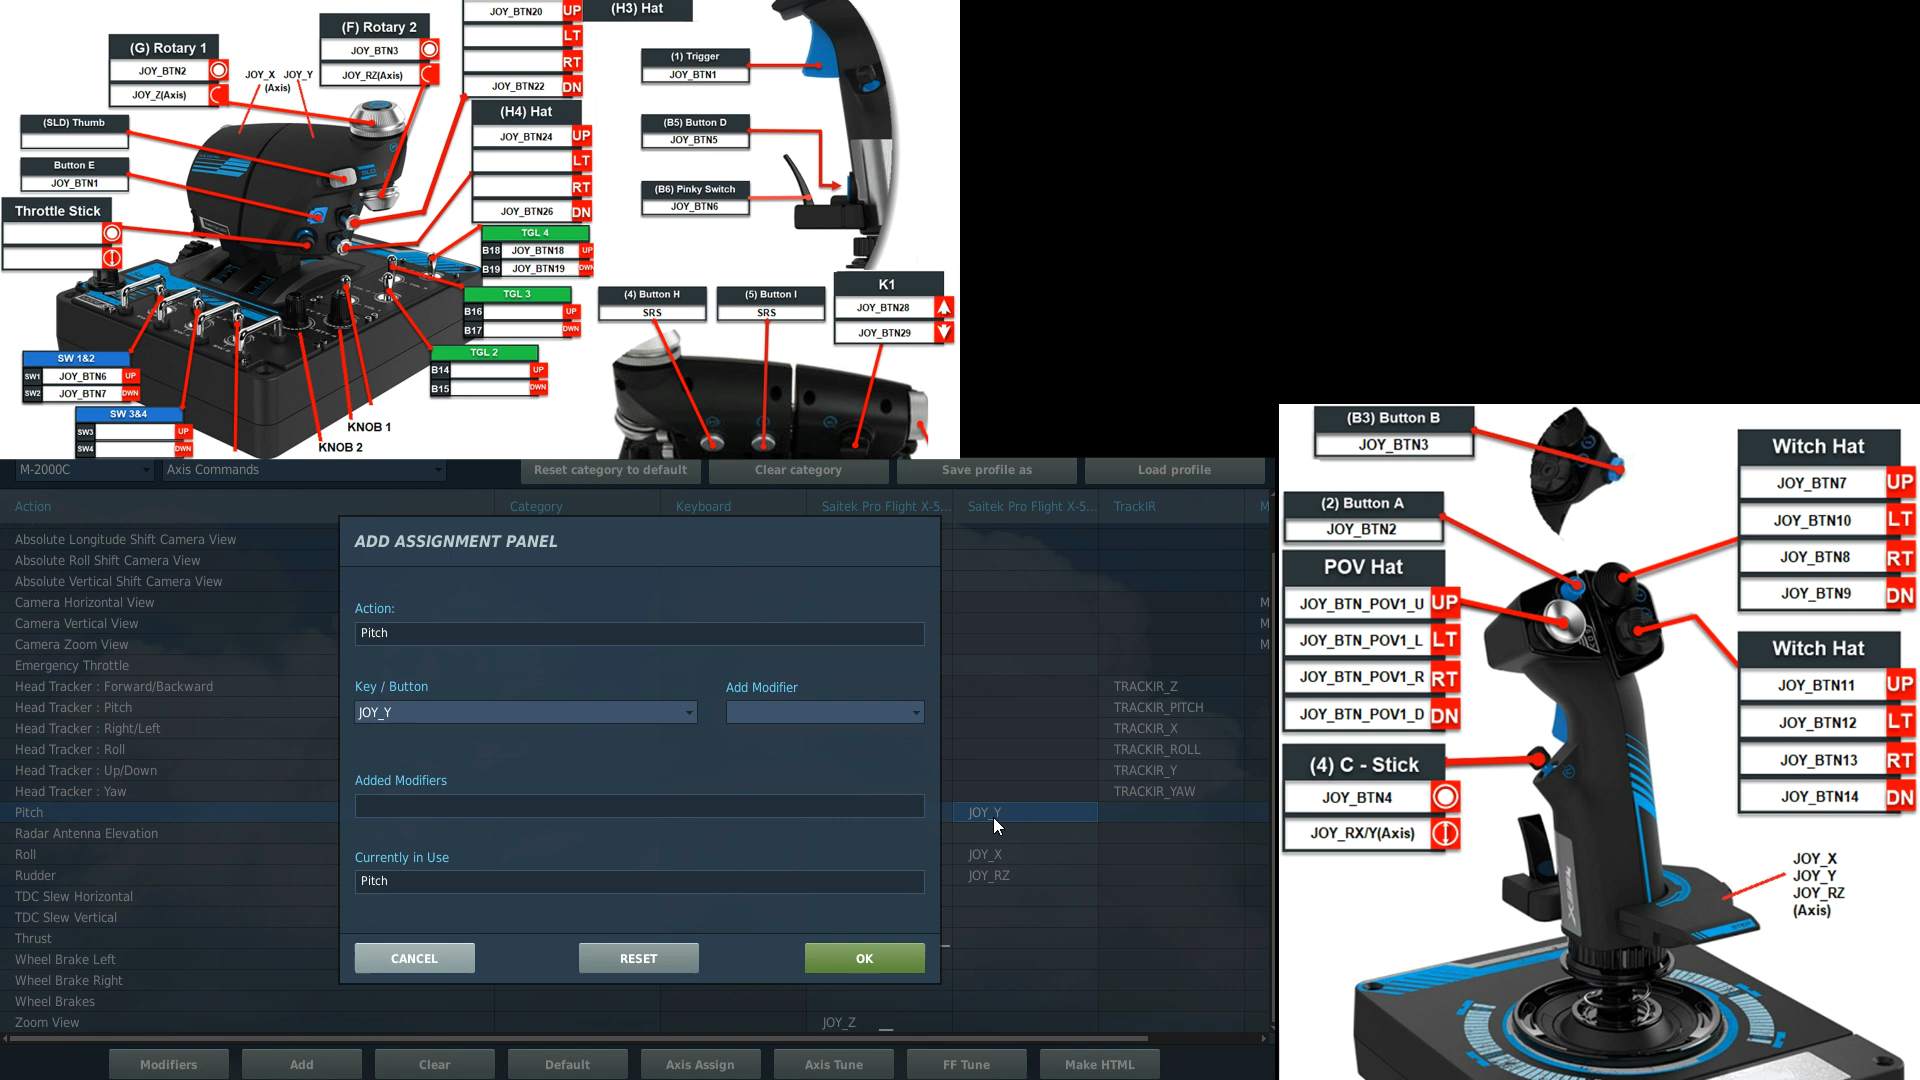 (G) Rotary 1
JOY_BTN2
JOY_Z(Axis)
JOY_X JOY_Y
(Axis)
(F) Rotary 2
JOY_BTN3
JOY_RZ(Axis)
JOY_BTN20 UP
LT
RT
JOY_BTN22 DN
(H4) Hat
JOY_BTN24 UP
LT
RT
JOY_BTN26 DN
(SLD) Thumb
Button E
JOY_BTN1
Throttle Stick
SLD
TGL 4
B18 JOY_BTN18 UP
B19 JOY_BTN19 DWN
TGL 3
B16 UP
B17 DWN
TGL 2
B14 UP
B15 DWN
SW 1&2
SW1 JOY_BTN6 UP
SW2 JOY_BTN7 DWN
SW 3&4
SW3 UP
SW4 DWN
KNOB 1
KNOB 2
(H3) Hat
(1) Trigger
JOY_BTN1
(B5) Button D
JOY_BTN5
(B6) Pinky Switch
JOY_BTN6
(4) Button H
SRS
(5) Button I
SRS
K1
JOY_BTN28
JOY_BTN29
M-2000C
Axis Commands
Reset category to default
Clear category
Save profile as
Load profile
Action Category Keyboard Saitek Pro Flight X-5... Saitek Pro Flight X-5... TrackIR M
Absolute Longitude Shift Camera View
Absolute Roll Shift Camera View
Absolute Vertical Shift Camera View
Camera Horizontal View M
Camera Vertical View M
Camera Zoom View M
Emergency Throttle
Head Tracker : Forward/Backward TRACKIR_Z
Head Tracker : Pitch TRACKIR_PITCH
Head Tracker : Right/Left TRACKIR_X
Head Tracker : Roll TRACKIR_ROLL
Head Tracker : Up/Down TRACKIR_Y
Head Tracker : Yaw TRACKIR_YAW
Pitch JOY_Y
Radar Antenna Elevation
Roll JOY_X
Rudder JOY_RZ
TDC Slew Horizontal
TDC Slew Vertical
Thrust
Wheel Brake Left
Wheel Brake Right
Wheel Brakes
Zoom View JOY_Z
ADD ASSIGNMENT PANEL
Action:
Pitch
Key / Button Add Modifier
JOY_Y
Added Modifiers
Currently in Use
Pitch
CANCEL
RESET
OK
Modifiers
Add
Clear
Default
Axis Assign
Axis Tune
FF Tune
Make HTML
(B3) Button B
JOY_BTN3
(2) Button A
JOY_BTN2
POV Hat
JOY_BTN_POV1_U UP
JOY_BTN_POV1_L LT
JOY_BTN_POV1_R RT
JOY_BTN_POV1_D DN
(4) C - Stick
JOY_BTN4
JOY_RX/Y(Axis)
Witch Hat
JOY_BTN7 UP
JOY_BTN10 LT
JOY_BTN8 RT
JOY_BTN9 DN
Witch Hat
JOY_BTN11 UP
JOY_BTN12 LT
JOY_BTN13 RT
JOY_BTN14 DN
JOY_X
JOY_Y
JOY_RZ
(Axis)